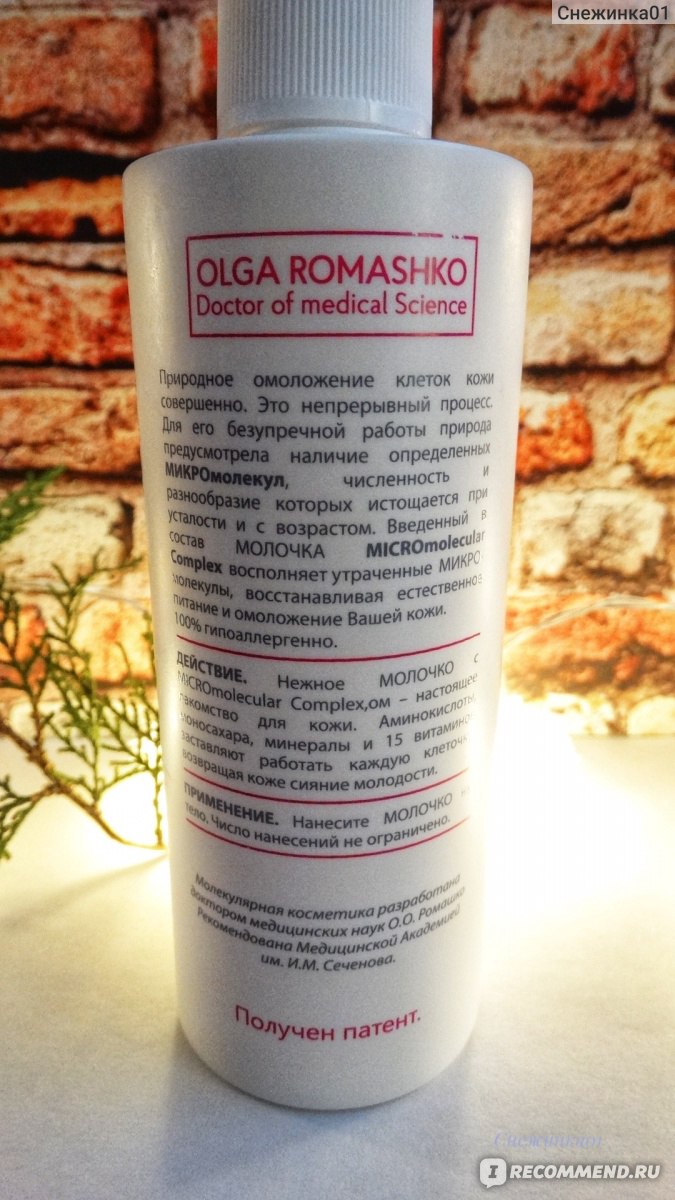 Снежинка01
OLGA ROMASHKO
Doctor of medical Science
Природное омоложение клеток кожи
совершенно. Это непрерывный процесс.
Для его безупречной работы природа
предусмотрела наличие определенных
МИКРОмолекул, численность и
разнообразие которых истощается при
усталости и с возрастом. Введенный в
состав МОЛОЧКА MICROmolecular
Complex восполняет утраченные МИКРО-
молекулы, восстанавливая естественное
питание и омоложение Вашей кожи.
100% гипоаллергенно.
ДЕЙСТВИЕ. Нежное МОЛОЧКО с
MICROmolecular Complex,ом – настоящее
лакомство для кожи. Аминокислоты,
моносахара, минералы и 15 витаминов
заставляют работать каждую клеточку,
возвращая коже сияние молодости.
ПРИМЕНЕНИЕ. Нанесите МОЛОЧКО на
тело. Число нанесений не ограничено.
Молекулярная косметика разработана
доктором медицинских наук О.О. Ромашко
Рекомендована Медицинской Академией
им. И.М. Сеченова.
Получен патент.
Снежинка01
IRECOMMEND.RU